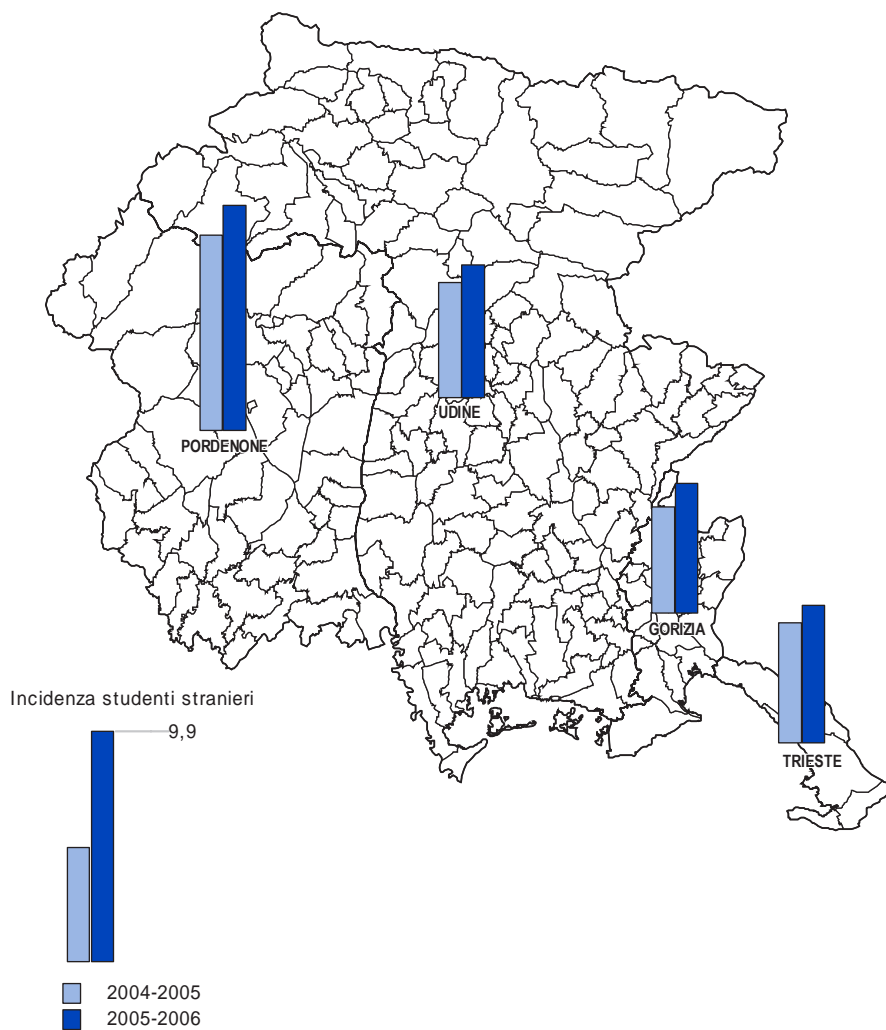 UDINE
PORDENONE
GORIZIA
Incidenza studenti stranieri
9,9
TRIESTE
2004-2005
2005-2006